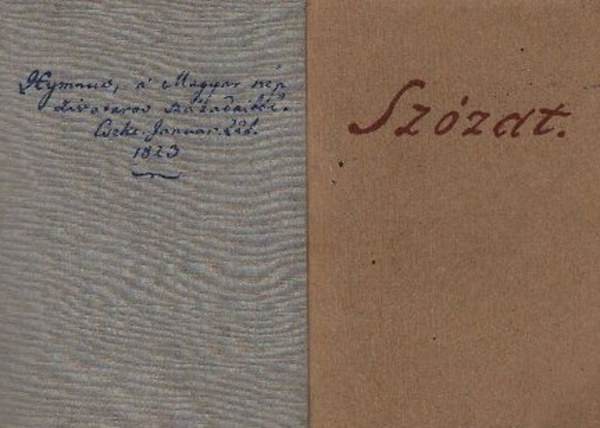 Hymnus, a' Magyar nép
zivataros századaiból.
Cseke. Januar. 22d.
1823
Szózat.